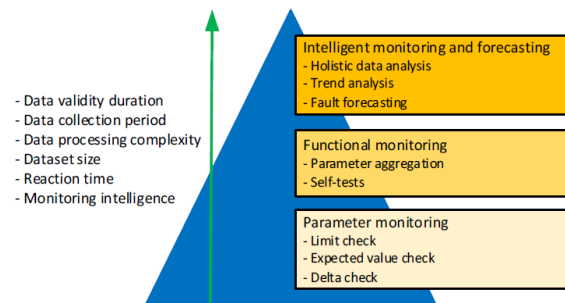 Intelligent monitoring and forecasting
- Holistic data analysis
- Trend analysis
- Fault forecasting
- Data validity duration
- Data collection period
- Data processing complexity
- Dataset size
- Reaction time
- Monitoring intelligence
Functional monitoring
- Parameter aggregation
- Self-tests
Parameter monitoring
- Limit check
- Expected value check
- Delta check